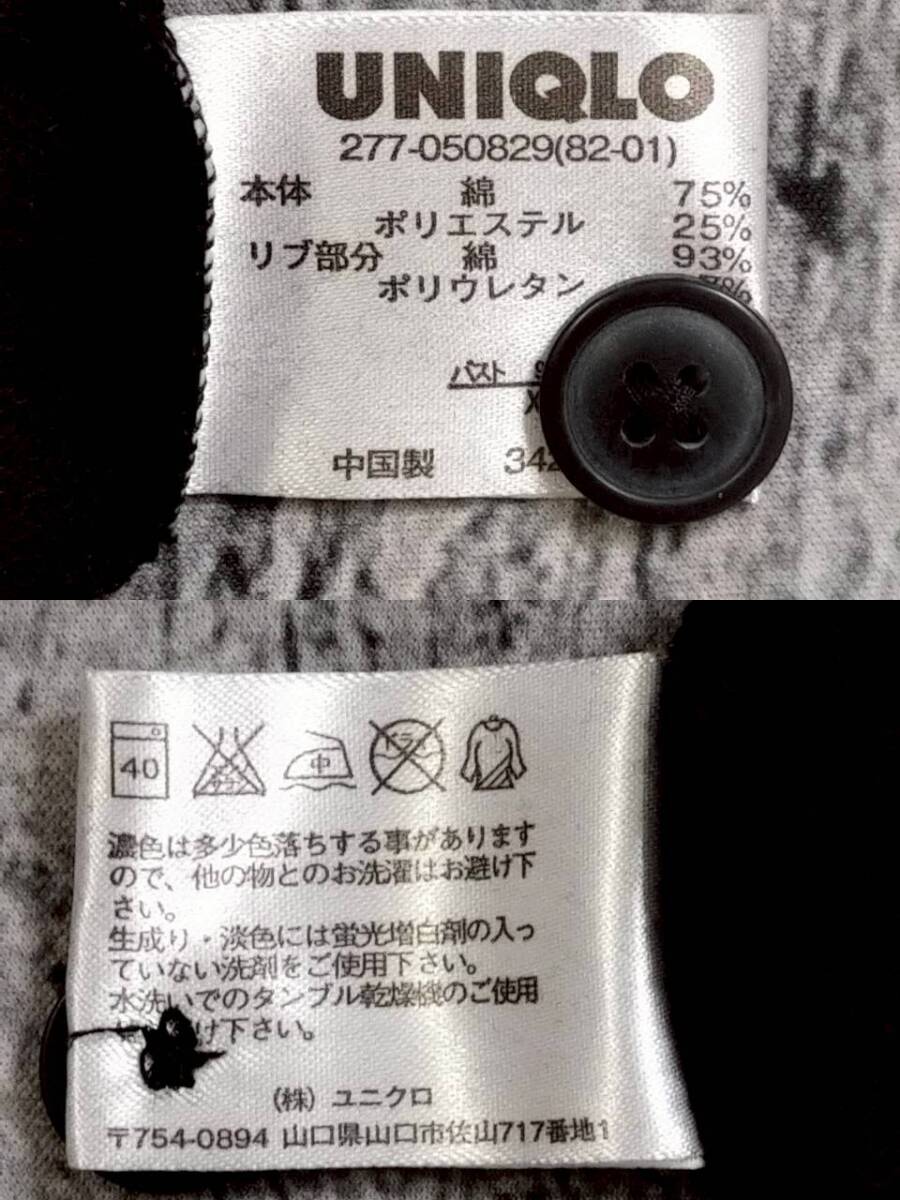 UNIQLO
277-050829(82-01)
本体 綿 75%
ポリエステル 25%
リブ部分 綿 93%
ポリウレタン
バスト
中国製 342
40
中
ドライ
濃色は多少色落ちする事があります
ので、他の物とのお洗濯はお避け下
さい。
生成り・淡色には蛍光増白剤の入っ
ていない洗剤をご使用下さい。
水洗いでのタンブル乾燥機のご使用
け下さい。
(株) ユニクロ
〒754-0894 山口県山口市佐山717番地1